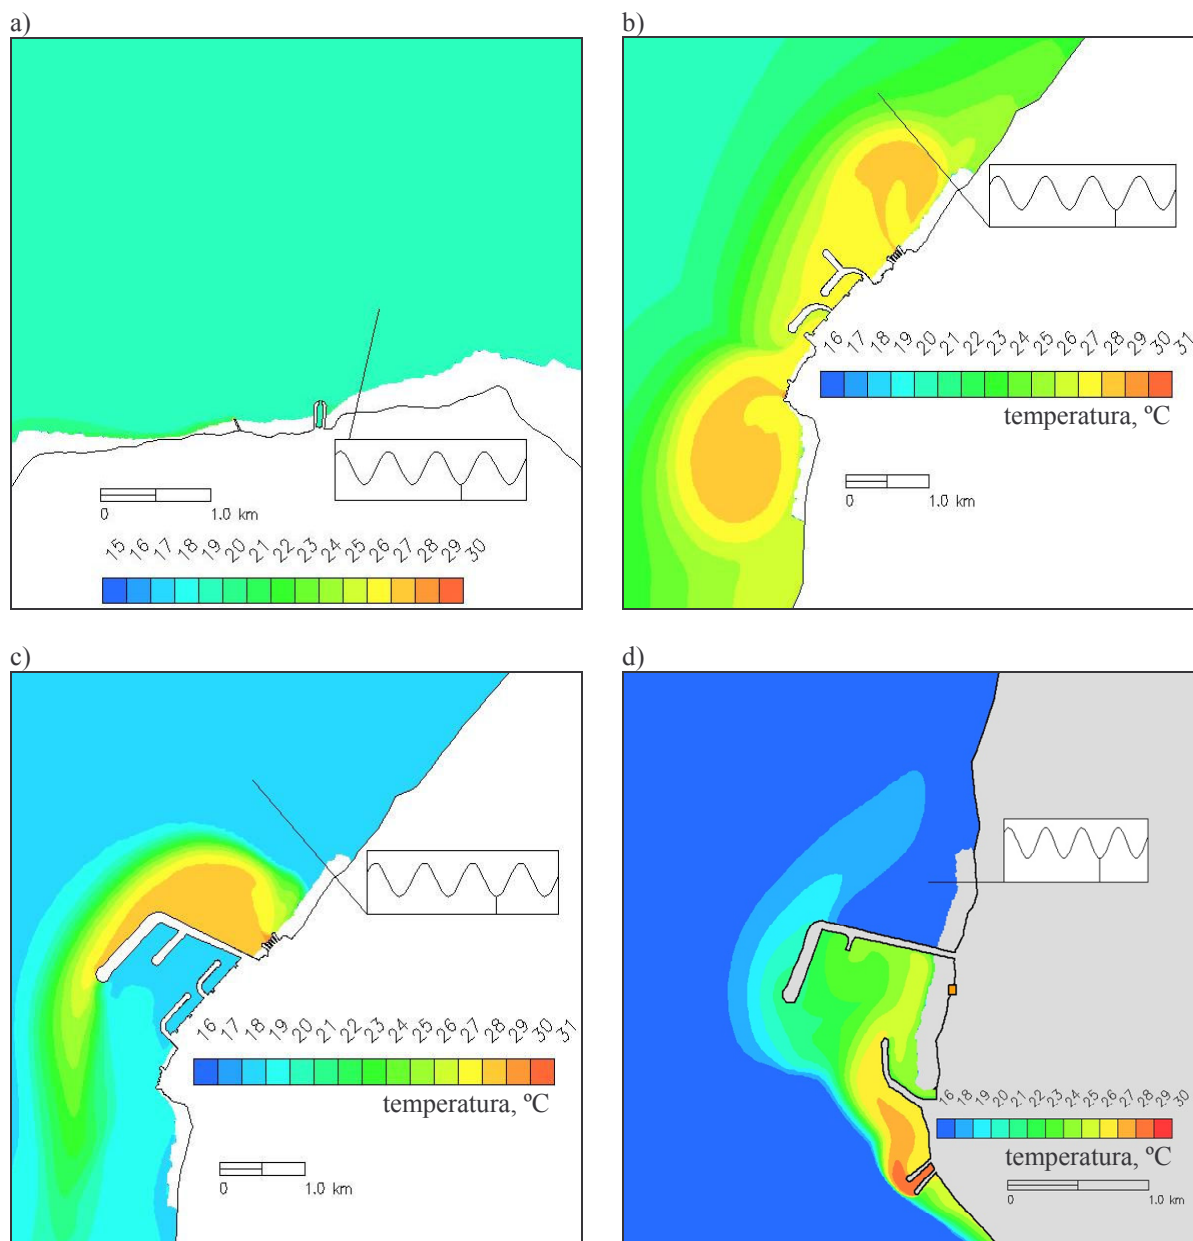 a)
b)
0
1.0 km
15 16 17 18 19 20 21 22 23 24 25 26 27 28 29 30
16 17 18 19 20 21 22 23 24 25 26 27 28 29 30 31
temperatura, ºC
0
1.0 km
c)
d)
16 17 18 19 20 21 22 23 24 25 26 27 28 29 30 31
temperatura, ºC
0
1.0 km
16 18 19 20 21 22 23 24 25 26 27 28 29 30
temperatura, ºC
0
1.0 km